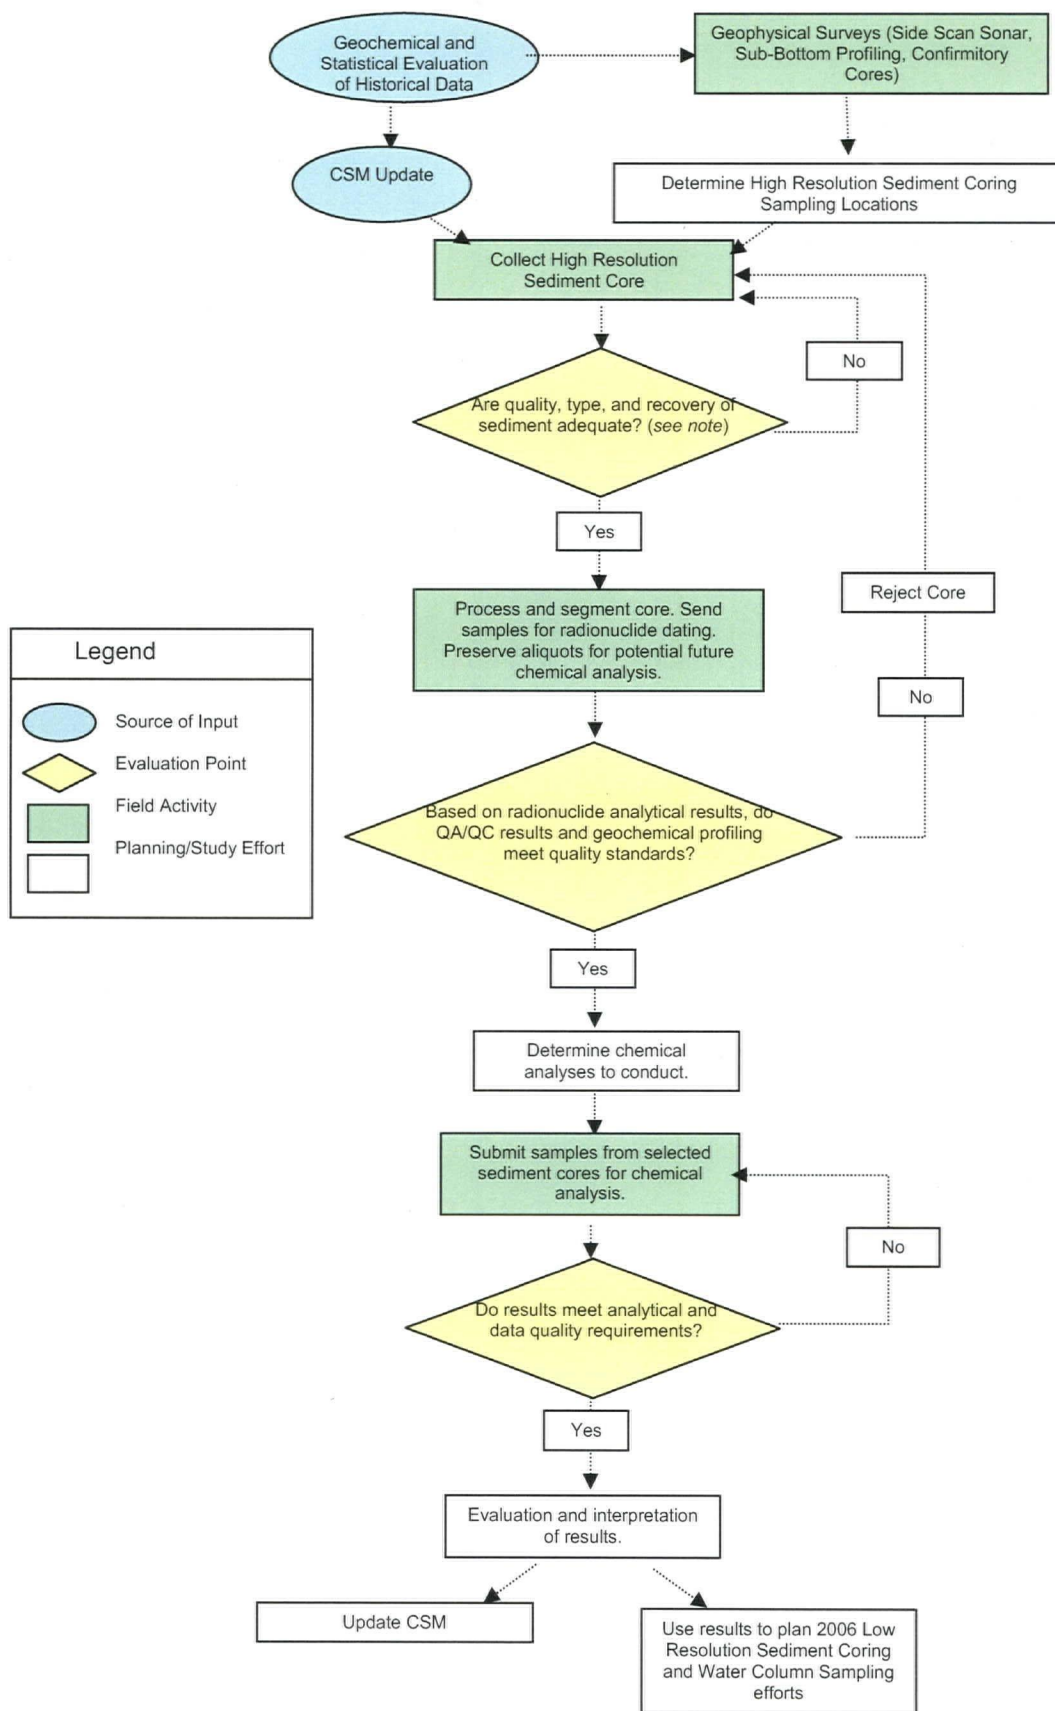 Geochemical and
Statistical Evaluation
of Historical Data
Geophysical Surveys (Side Scan Sonar,
Sub-Bottom Profiling, Confirmitory
Cores)
CSM Update
Determine High Resolution Sediment Coring
Sampling Locations
Collect High Resolution
Sediment Core
No
Are quality, type, and recovery of
sediment adequate? (see note)
Yes
Reject Core
Process and segment core. Send
samples for radionuclide dating.
Preserve aliquots for potential future
chemical analysis.
No
Legend
Source of Input
Evaluation Point
Field Activity
Planning/Study Effort
Based on radionuclide analytical results, do
QA/QC results and geochemical profiling
meet quality standards?
Yes
Determine chemical
analyses to conduct.
Submit samples from selected
sediment cores for chemical
analysis.
No
Do results meet analytical and
data quality requirements?
Yes
Evaluation and interpretation
of results.
Update CSM
Use results to plan 2006 Low
Resolution Sediment Coring
and Water Column Sampling
efforts